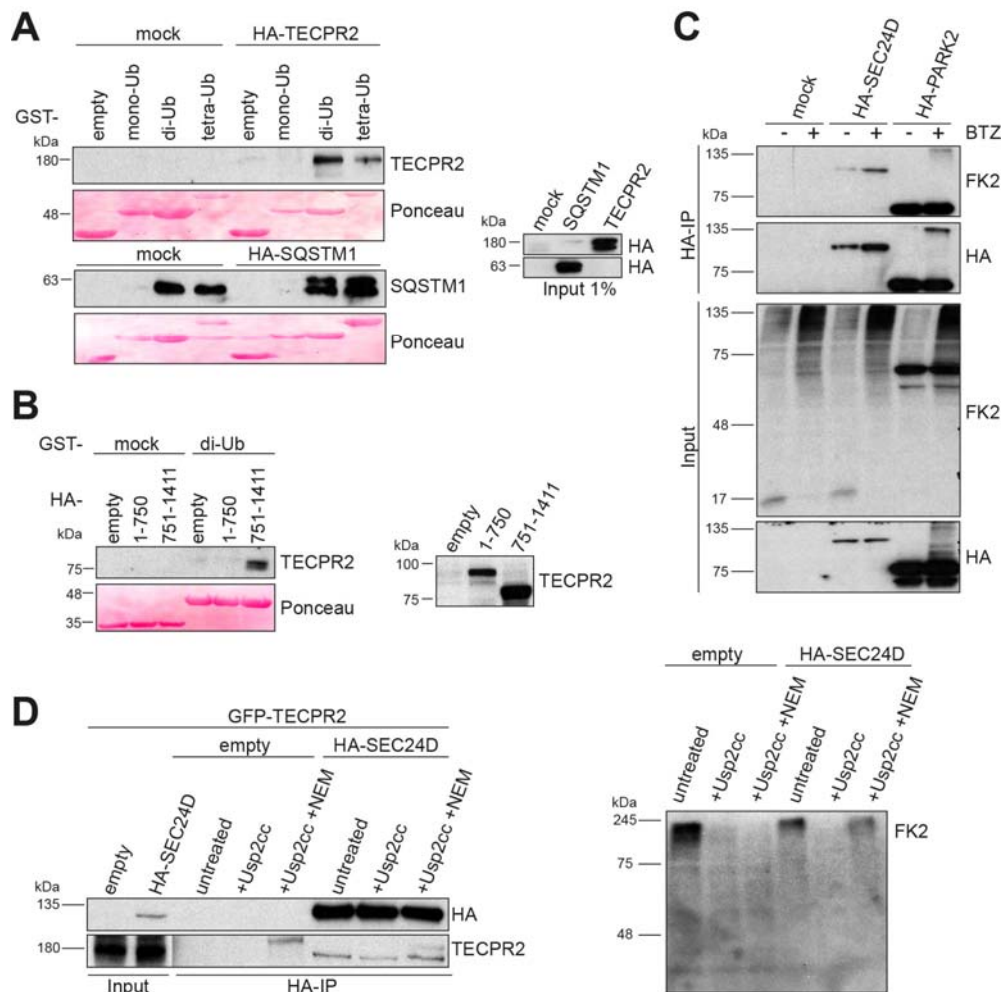 A
mock HA-TECPR2
GST- empty mono-Ub di-Ub tetra-Ub empty mono-Ub di-Ub tetra-Ub
kDa
180 TECPR2
48 Ponceau
mock HA-SQSTM1
63 SQSTM1
Ponceau
mock SQSTM1 TECPR2
180 HA
63 HA
Input 1%
B
GST- mock di-Ub
HA- empty 1-750 751-1411 empty 1-750 751-1411
kDa
75 TECPR2
48
35 Ponceau
empty 1-750 751-1411
kDa
100
75 TECPR2
C
mock HA-SEC24D HA-PARK2
kDa - + - + - + BTZ
HA-IP
135
75 FK2
135
75 HA
Input
135
75
48
17 FK2
135
75 HA
D
GFP-TECPR2
empty HA-SEC24D
empty HA-SEC24D untreated +Usp2cc +Usp2cc +NEM untreated +Usp2cc +Usp2cc +NEM
kDa
135 HA
180 TECPR2
Input HA-IP
empty HA-SEC24D
untreated +Usp2cc +Usp2cc +NEM untreated +Usp2cc +Usp2cc +NEM
kDa
245 FK2
75
48